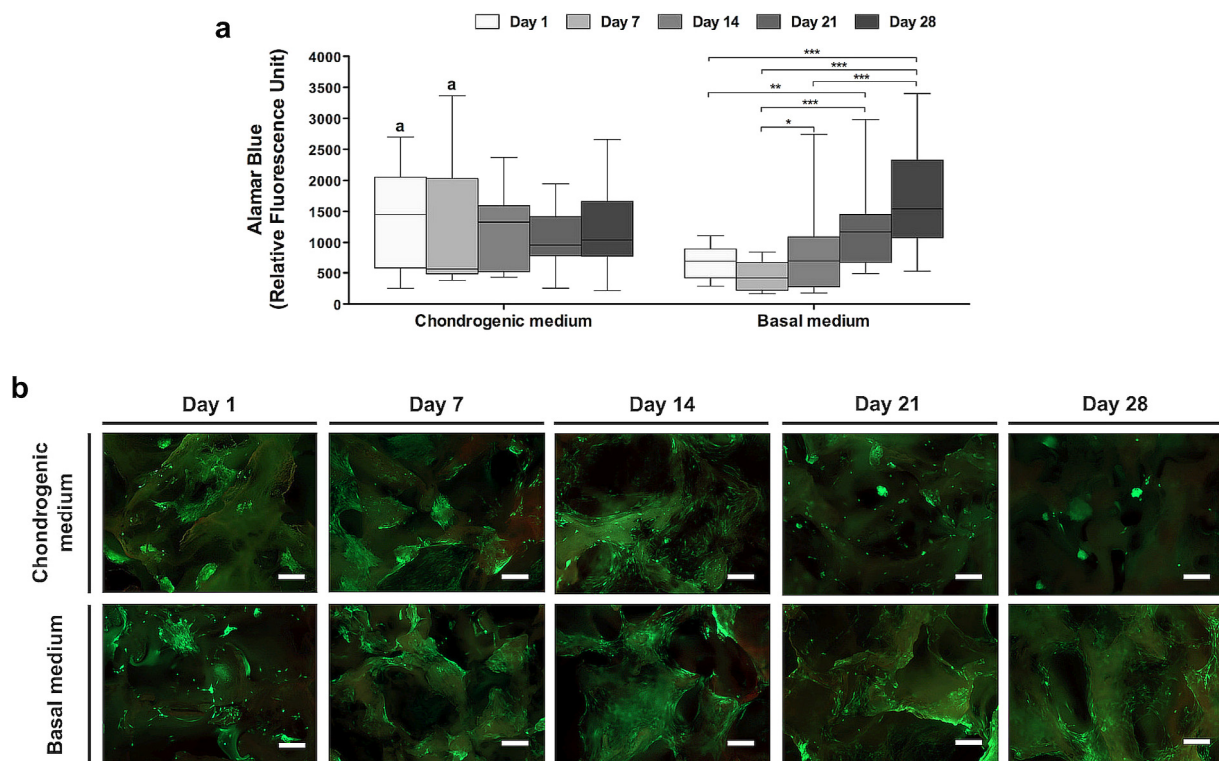 a
Day 1 Day 7 Day 14 Day 21 Day 28
Alamar Blue
(Relative Fluorescence Unit)
4000
3500
3000
2500
2000
1500
1000
500
0
a
a
***
***
***
**
***
*
Chondrogenic medium
Basal medium
b
Day 1 Day 7 Day 14 Day 21 Day 28
Chondrogenic
medium
Basal medium